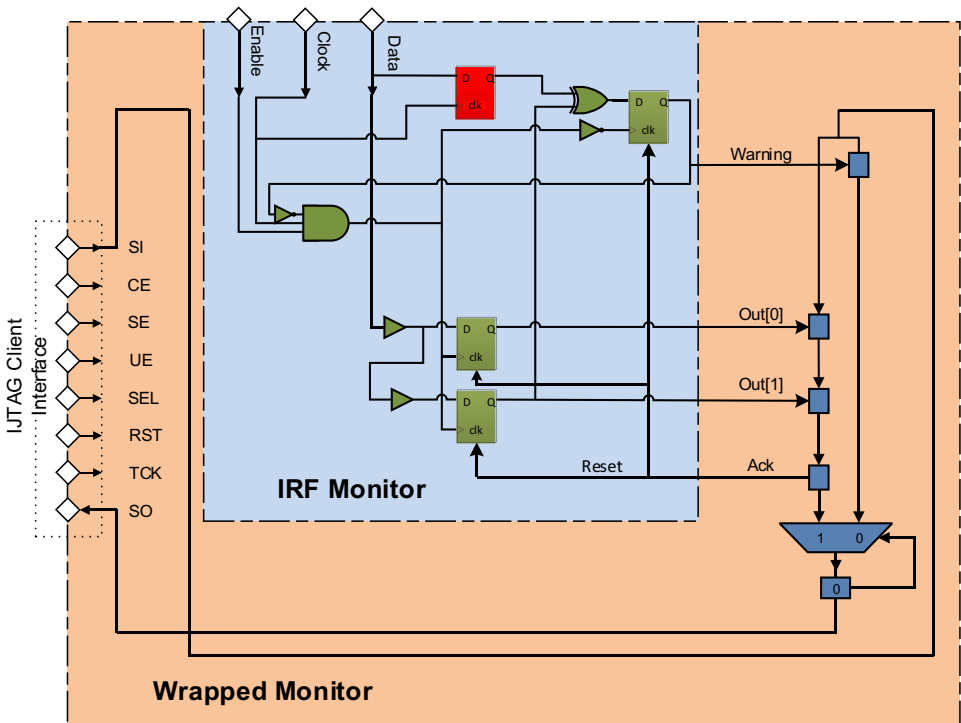 Enable
Clock
Data
D Q
clk
D Q
clk
Warning
SI
CE
SE
UE
SEL
RST
TCK
SO
IJTAG Client
Interface
D Q
clk
Out[0]
D Q
clk
Out[1]
Reset
Ack
IRF Monitor
1 0
0
Wrapped Monitor